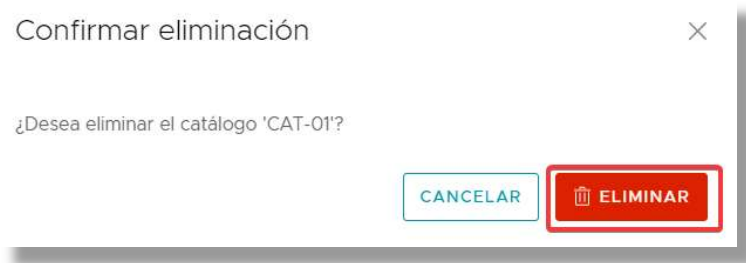 Confirmar eliminación
¿Desea eliminar el catálogo 'CAT-01'?
CANCELAR
ELIMINAR